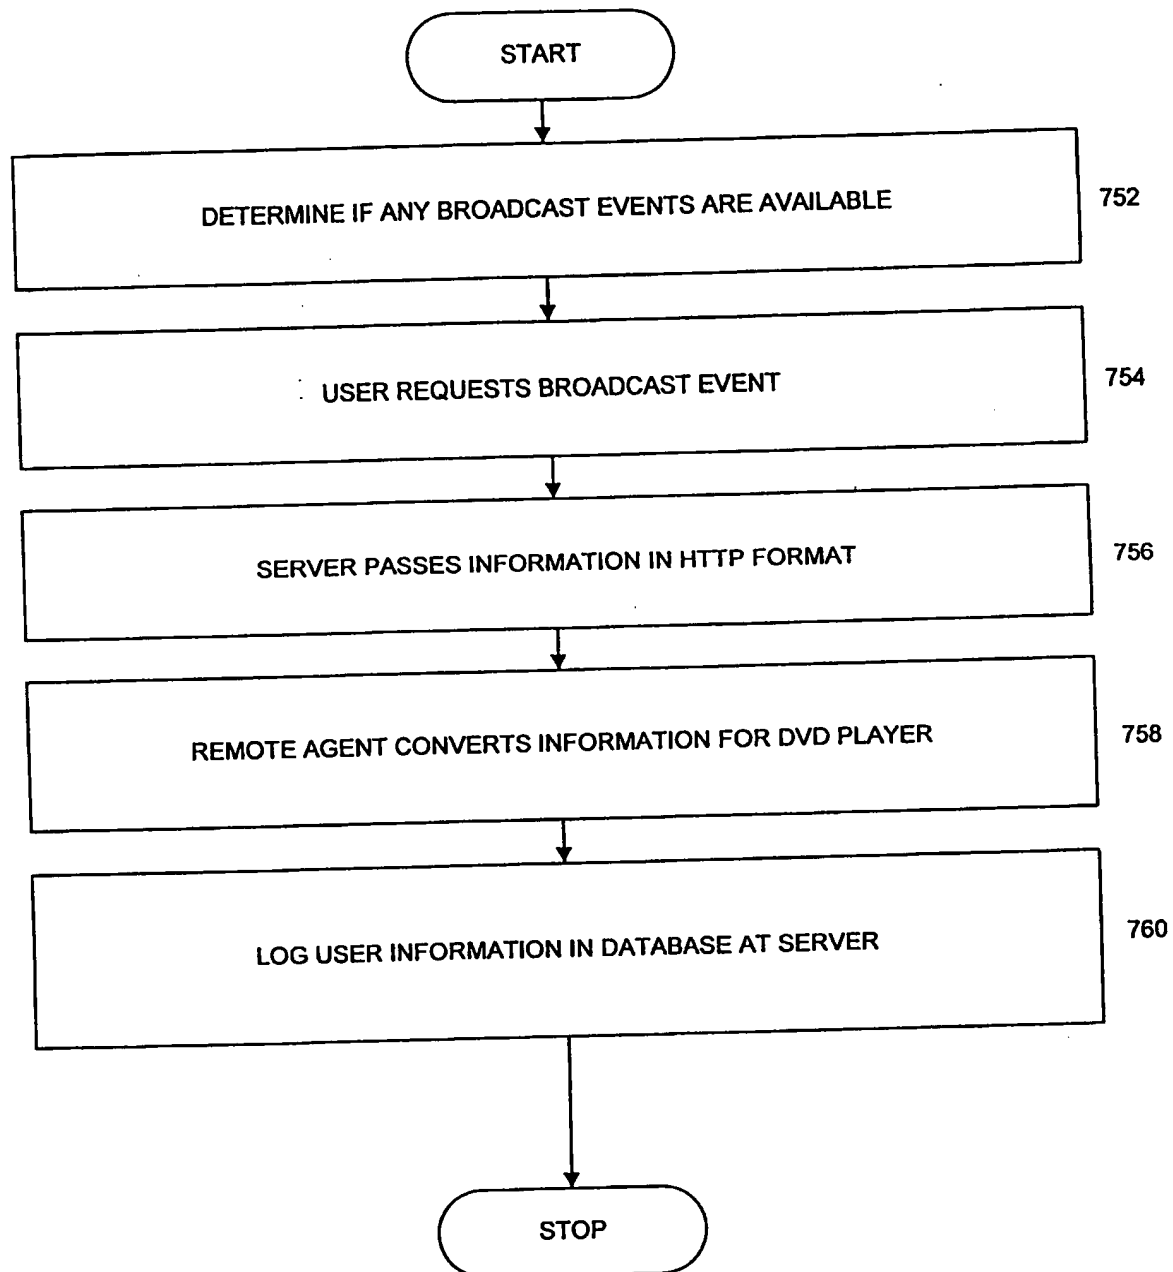 START
DETERMINE IF ANY BROADCAST EVENTS ARE AVAILABLE
752
USER REQUESTS BROADCAST EVENT
754
SERVER PASSES INFORMATION IN HTTP FORMAT
756
REMOTE AGENT CONVERTS INFORMATION FOR DVD PLAYER
758
LOG USER INFORMATION IN DATABASE AT SERVER
760
STOP